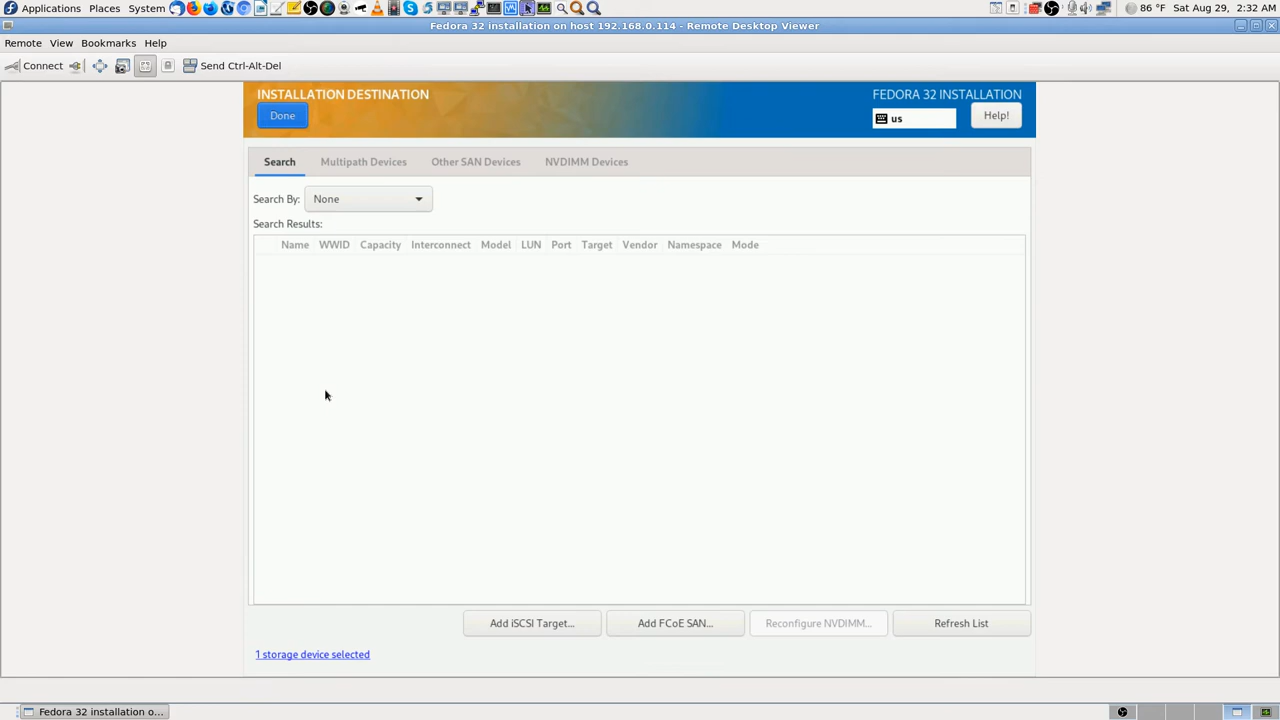 Applications Places System 86 °F Sat Aug 29, 2:32 AM
Fedora 32 installation on host 192.168.0.114 - Remote Desktop Viewer
Remote View Bookmarks Help
Connect Send Ctrl-Alt-Del
INSTALLATION DESTINATION FEDORA 32 INSTALLATION
Done us Help!
Search Multipath Devices Other SAN Devices NVDIMM Devices
Search By: None
Search Results:
Name WWID Capacity Interconnect Model LUN Port Target Vendor Namespace Mode
Add iSCSI Target... Add FCoE SAN... Reconfigure NVDIMM... Refresh List
1 storage device selected
Fedora 32 installation o...